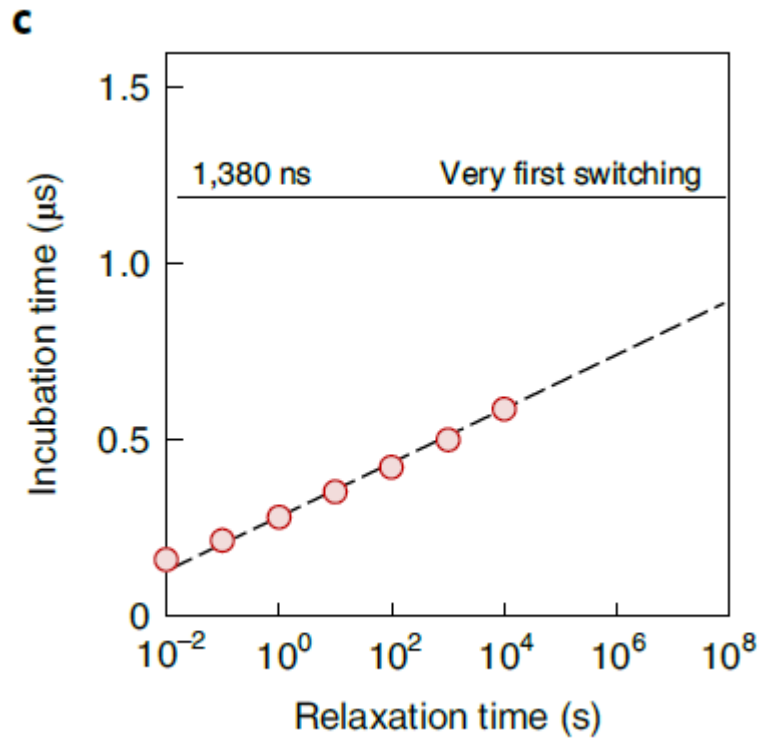 c
1.5
1,380 ns Very first switching
1.0
0.5
0
Incubation time (μs)
10⁻² 10⁰ 10² 10⁴ 10⁶ 10⁸
Relaxation time (s)